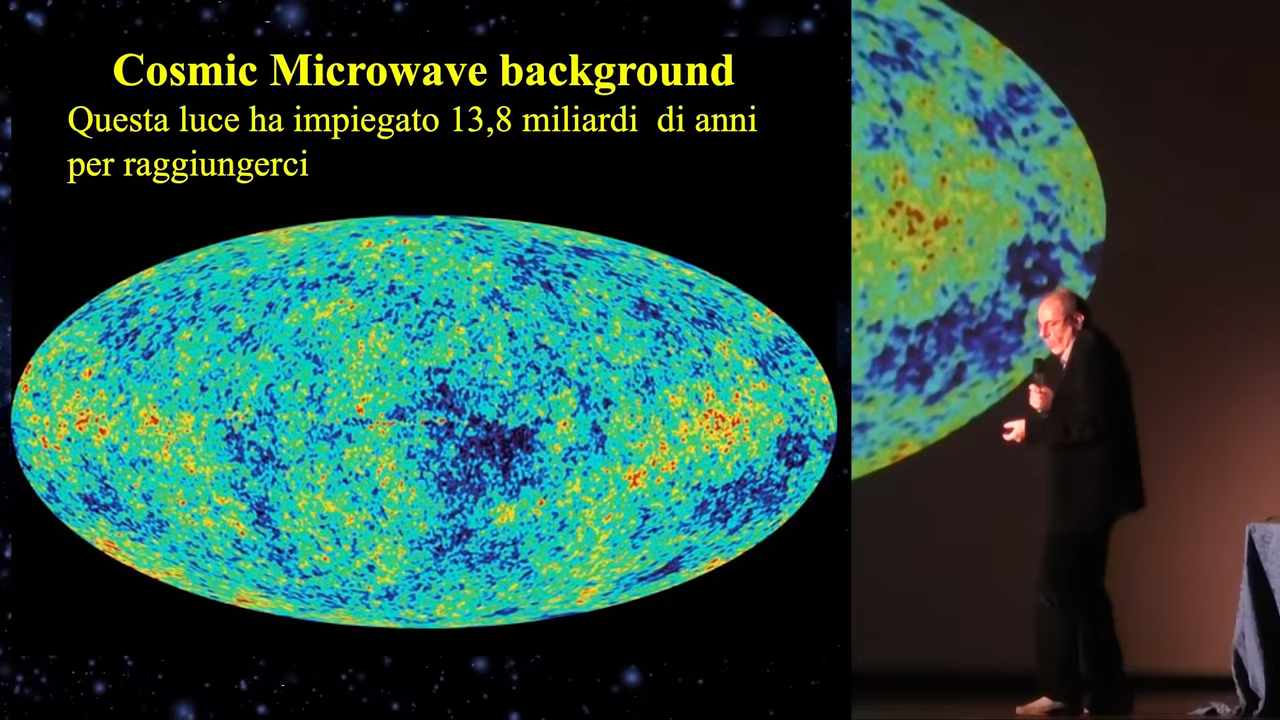 Cosmic Microwave background
Questa luce ha impiegato 13,8 miliardi  di anni
per raggiungerci